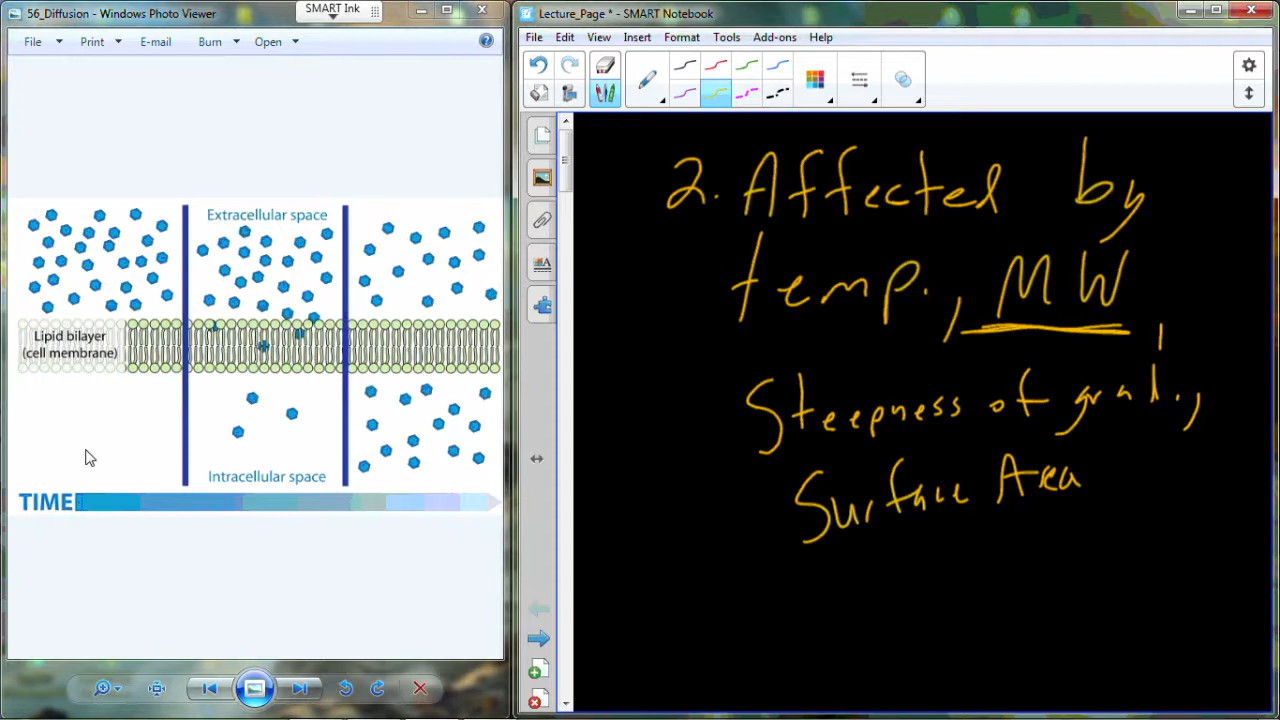 56_Diffusion - Windows Photo Viewer
SMART Ink
File Print E-mail Burn Open
Extracellular space
Lipid bilayer
(cell membrane)
Intracellular space
TIME
Lecture_Page * - SMART Notebook
File Edit View Insert Format Tools Add-ons Help
2. Affected by
temp., MW,
Steepness of grad.,
Surface Area